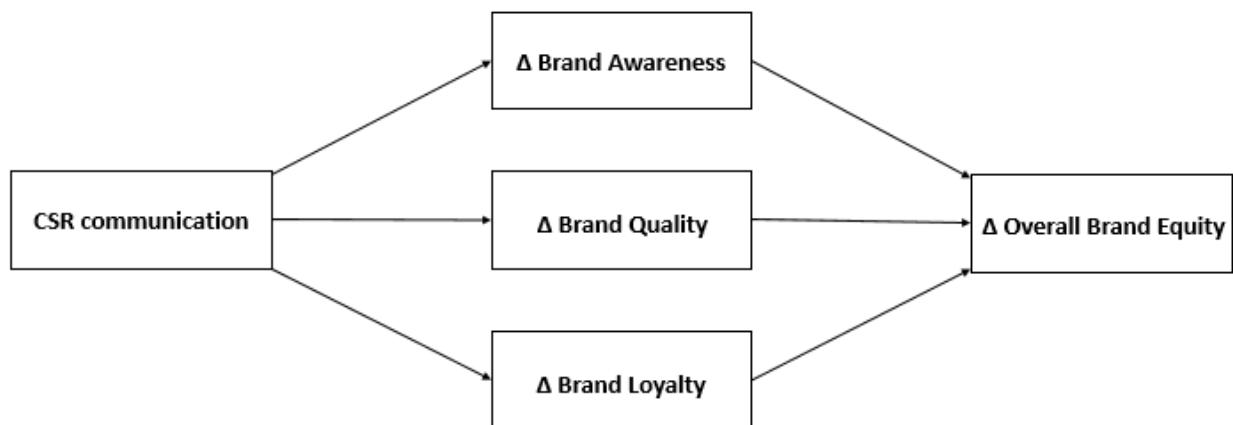 Δ Brand Awareness
CSR communication
Δ Brand Quality
Δ Overall Brand Equity
Δ Brand Loyalty